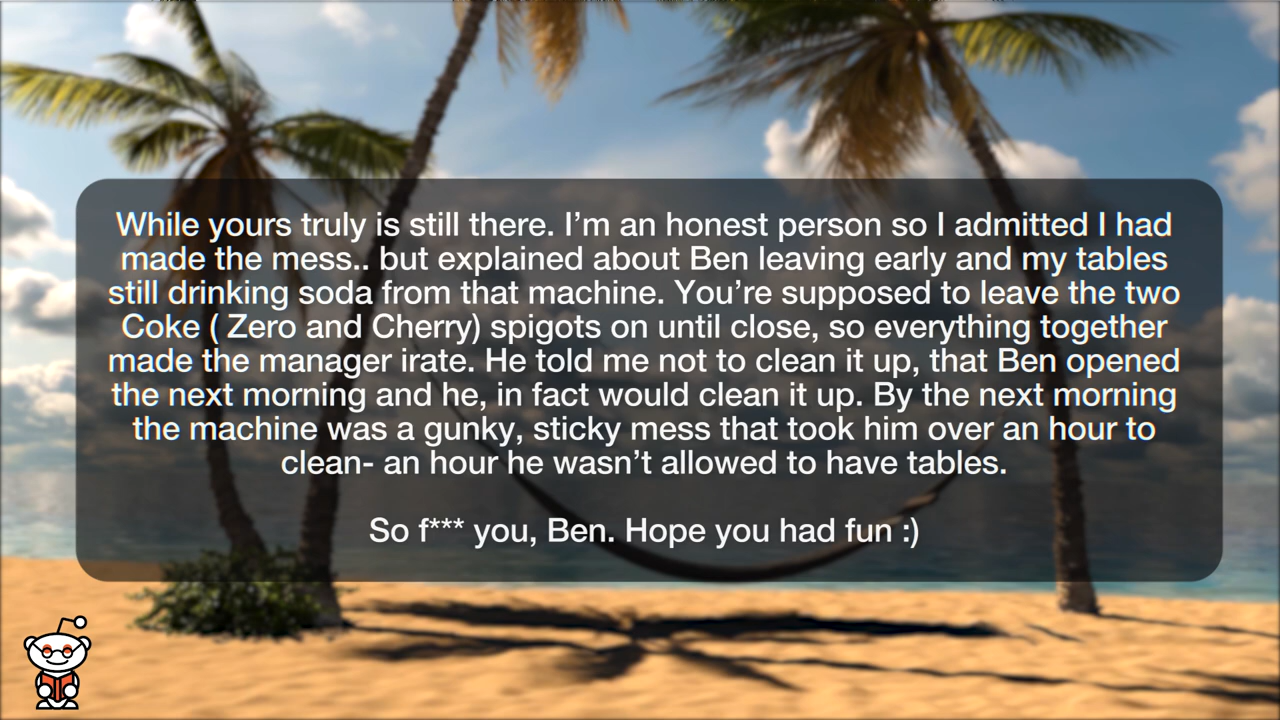 While yours truly is still there. I’m an honest person so I admitted I had
made the mess.. but explained about Ben leaving early and my tables
still drinking soda from that machine. You’re supposed to leave the two
Coke ( Zero and Cherry) spigots on until close, so everything together
made the manager irate. He told me not to clean it up, that Ben opened
the next morning and he, in fact would clean it up. By the next morning
the machine was a gunky, sticky mess that took him over an hour to
clean- an hour he wasn’t allowed to have tables.
So f*** you, Ben. Hope you had fun :)